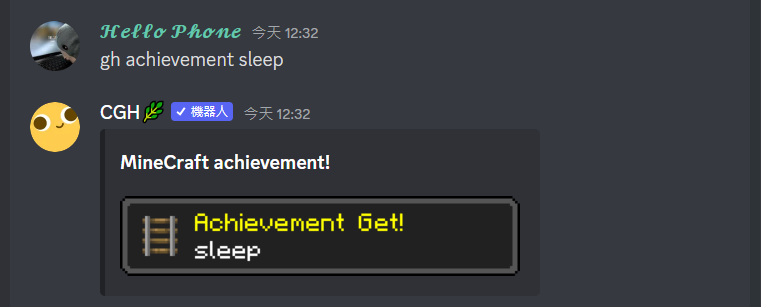 𝓗𝓮𝓵𝓵𝓸 𝓟𝓱𝓸𝓷𝓮 今天 12:32
gh achievement sleep
CGH 機器人 今天 12:32
MineCraft achievement!
Achievement Get!
sleep